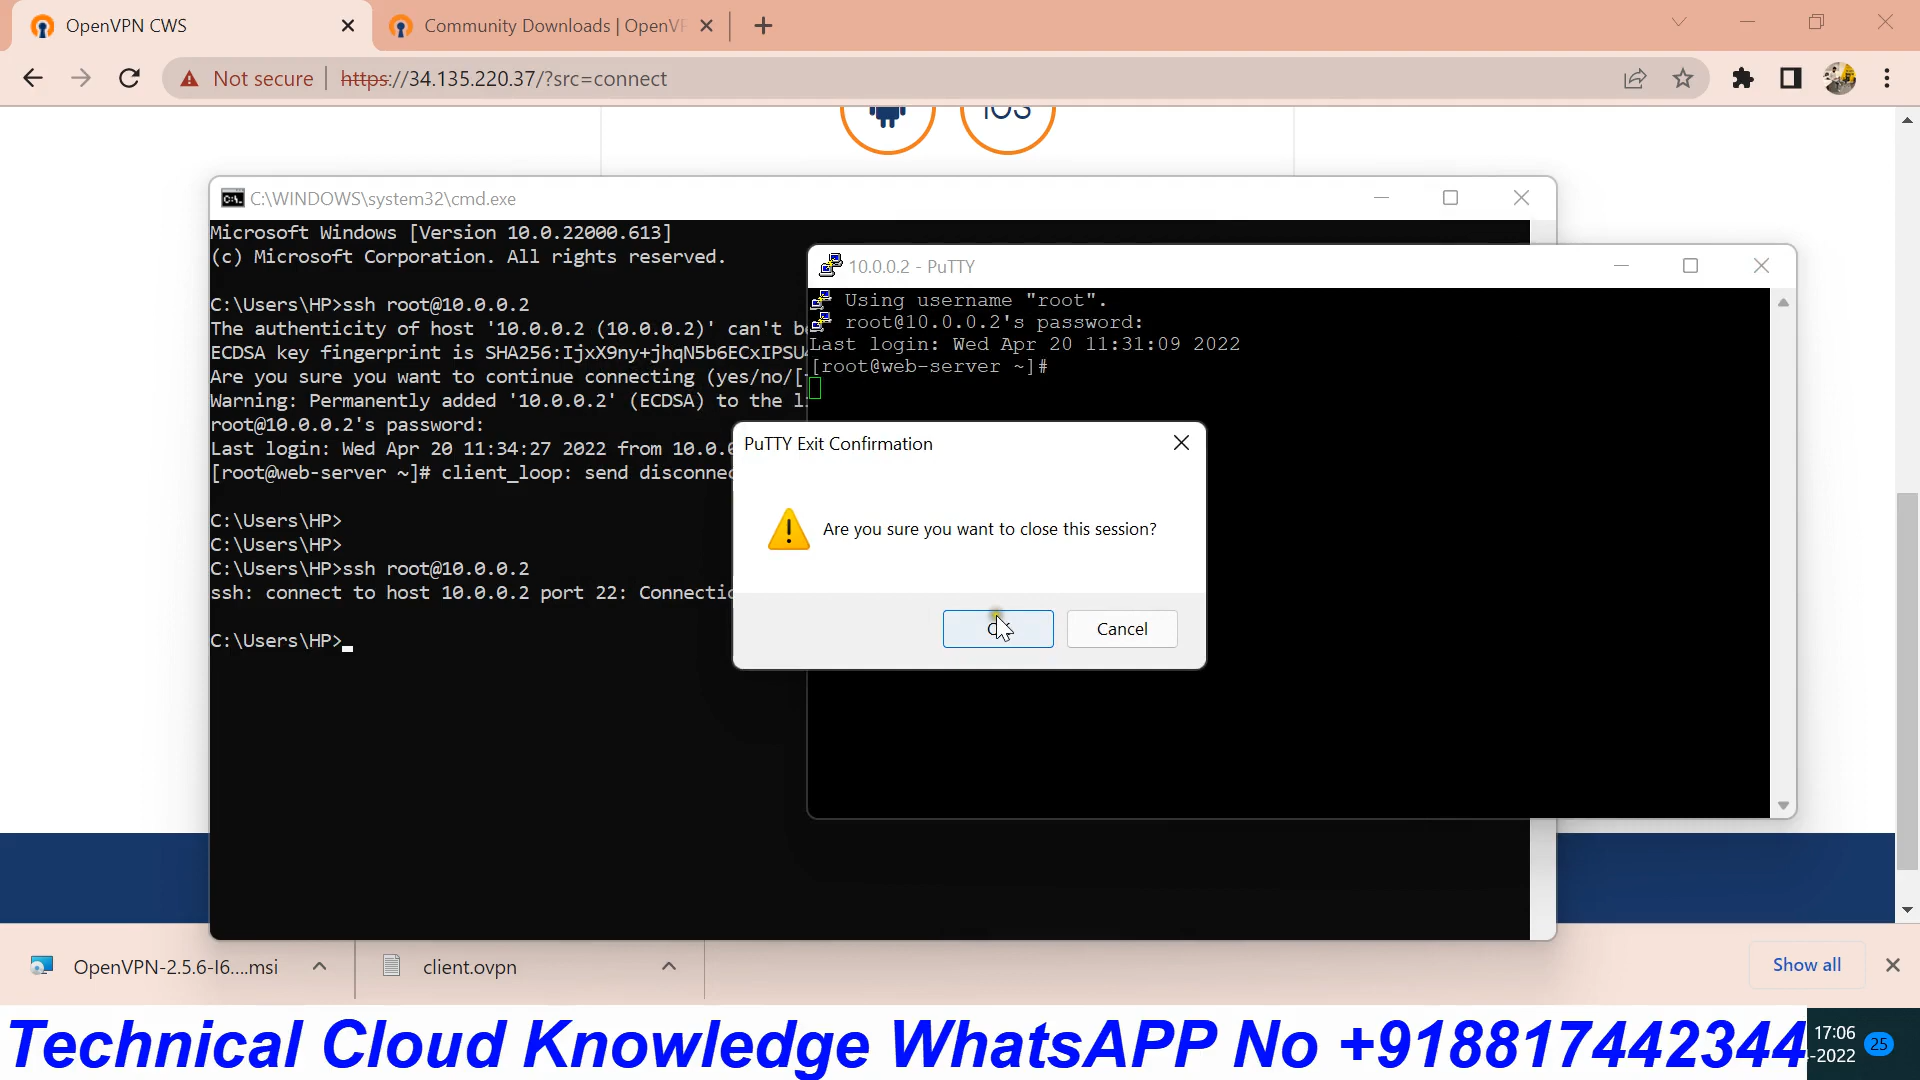 OpenVPN CWS
Community Downloads | OpenVP
Not secure
https://34.135.220.37/?src=connect
iOS
C:\WINDOWS\system32\cmd.exe
Microsoft Windows [Version 10.0.22000.613]
(c) Microsoft Corporation. All rights reserved.
C:\Users\HP>ssh root@10.0.0.2
The authenticity of host '10.0.0.2 (10.0.0.2)' can't be
ECDSA key fingerprint is SHA256:IjxX9ny+jhqN5b6ECxIPSU
Are you sure you want to continue connecting (yes/no/[
Warning: Permanently added '10.0.0.2' (ECDSA) to the li
root@10.0.0.2's password:
Last login: Wed Apr 20 11:34:27 2022 from 10.0.0
[root@web-server ~]# client_loop: send disconnec
C:\Users\HP>
C:\Users\HP>
C:\Users\HP>ssh root@10.0.0.2
ssh: connect to host 10.0.0.2 port 22: Connectio
C:\Users\HP>
10.0.0.2 - PuTTY
Using username "root".
root@10.0.0.2's password:
Last login: Wed Apr 20 11:31:09 2022
[root@web-server ~]#
PuTTY Exit Confirmation
Are you sure you want to close this session?
Cancel
OpenVPN-2.5.6-I6....msi
client.ovpn
Show all
Technical Cloud Knowledge WhatsAPP No +918817442344
17:06
-2022
25